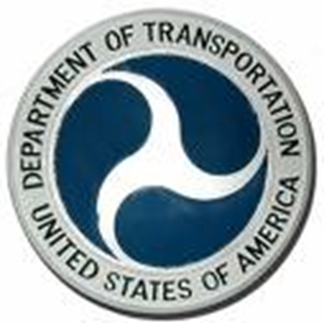 DEPARTMENT OF TRANSPORTATION
UNITED STATES OF AMERICA